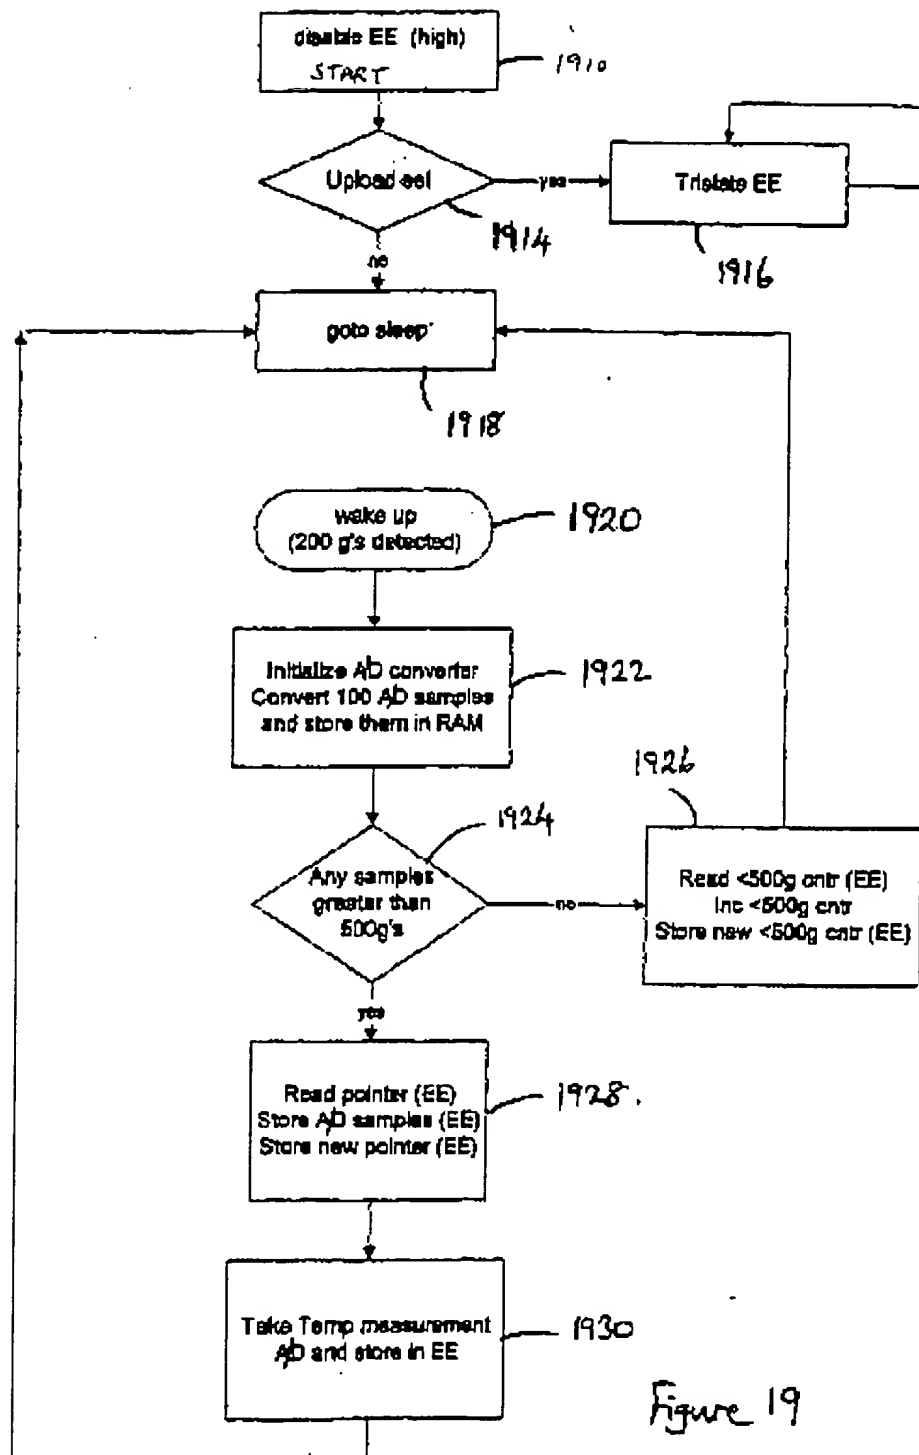 disable EE (high)
START
1910
Upload set
yes
Tristate EE
1914
1916
no
goto sleep
1918
1920
wake up
(200 g's detected)
1922
Initialize A/D converter
Convert 100 A/D samples
and store them in RAM
1924
1926
Any samples
greater than
500g's
no
Read <500g cntr (EE)
Inc <500g cntr
Store new <500g cntr (EE)
yes
1928.
Read pointer (EE)
Store A/D samples (EE)
Store new pointer (EE)
1930
Take Temp measurement
A/D and store in EE
Figure 19